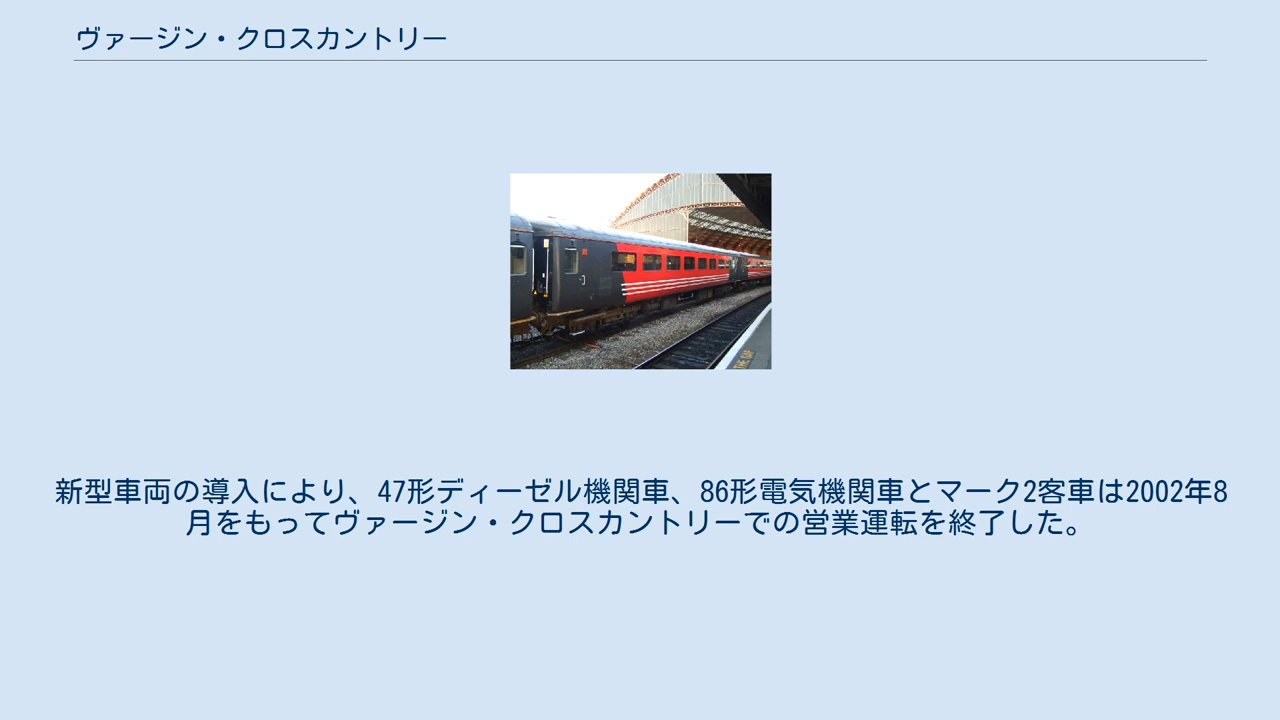 ヴァージン・クロスカントリー
THE GAP
新型車両の導入により、47形ディーゼル機関車、86形電気機関車とマーク2客車は2002年8
月をもってヴァージン・クロスカントリーでの営業運転を終了した。